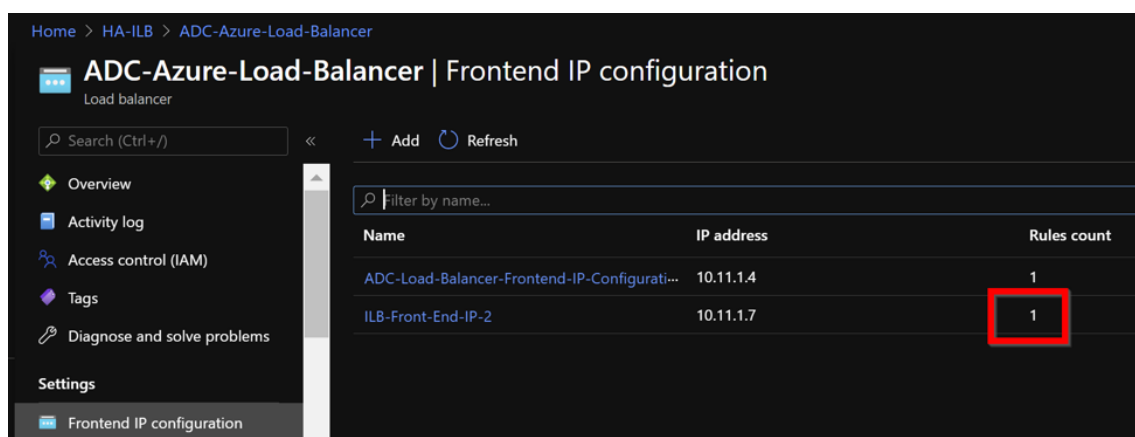 Home > HA-ILB > ADC-Azure-Load-Balancer
ADC-Azure-Load-Balancer | Frontend IP configuration
Load balancer
Search (Ctrl+/)
«
+ Add
Refresh
Overview
Activity log
Access control (IAM)
Tags
Diagnose and solve problems
Settings
Frontend IP configuration
Filter by name...
Name IP address Rules count
ADC-Load-Balancer-Frontend-IP-Configurati··· 10.11.1.4 1
ILB-Front-End-IP-2 10.11.1.7 1